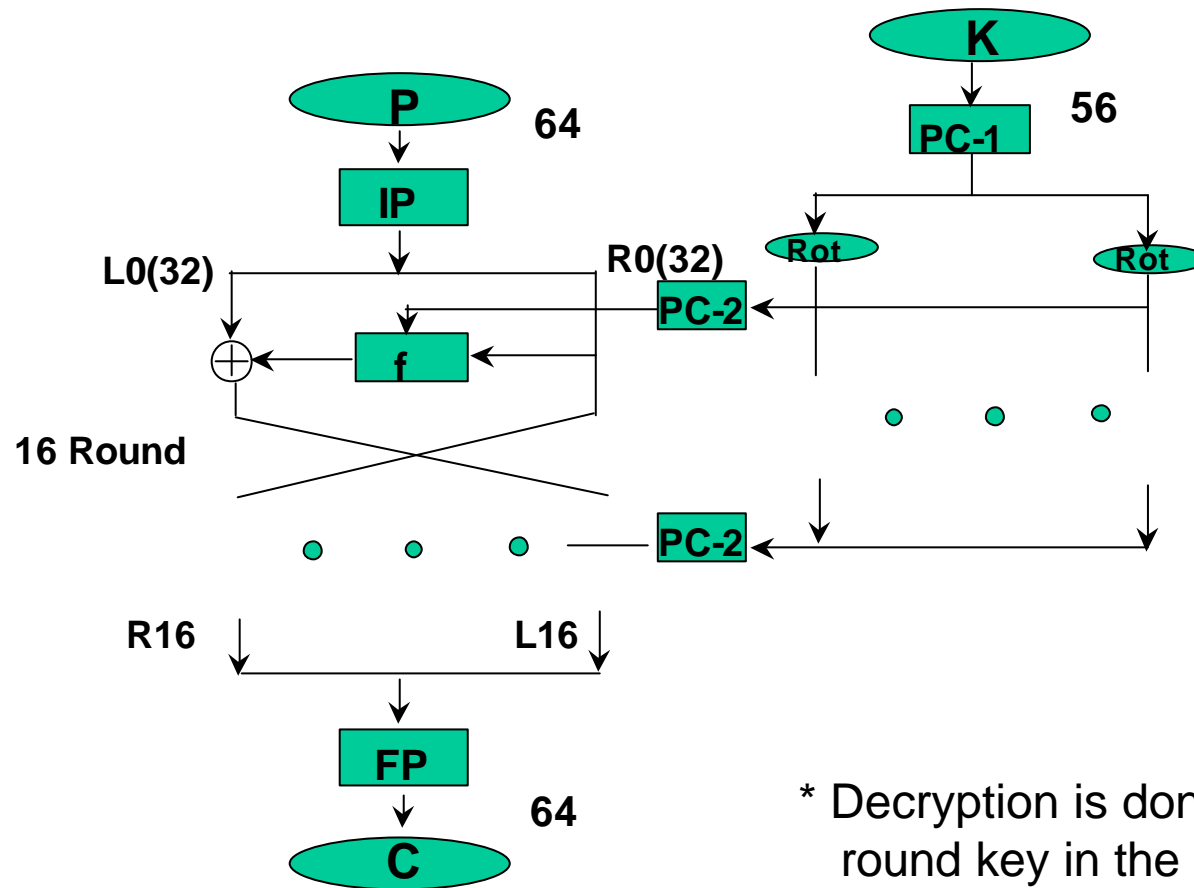 K
P
64
56
PC-1
IP
Rot
Rot
L0(32)
R0(32)
PC-2
f
16 Round
PC-2
R16
L16
FP
64
* Decryption is don
round key in the
C